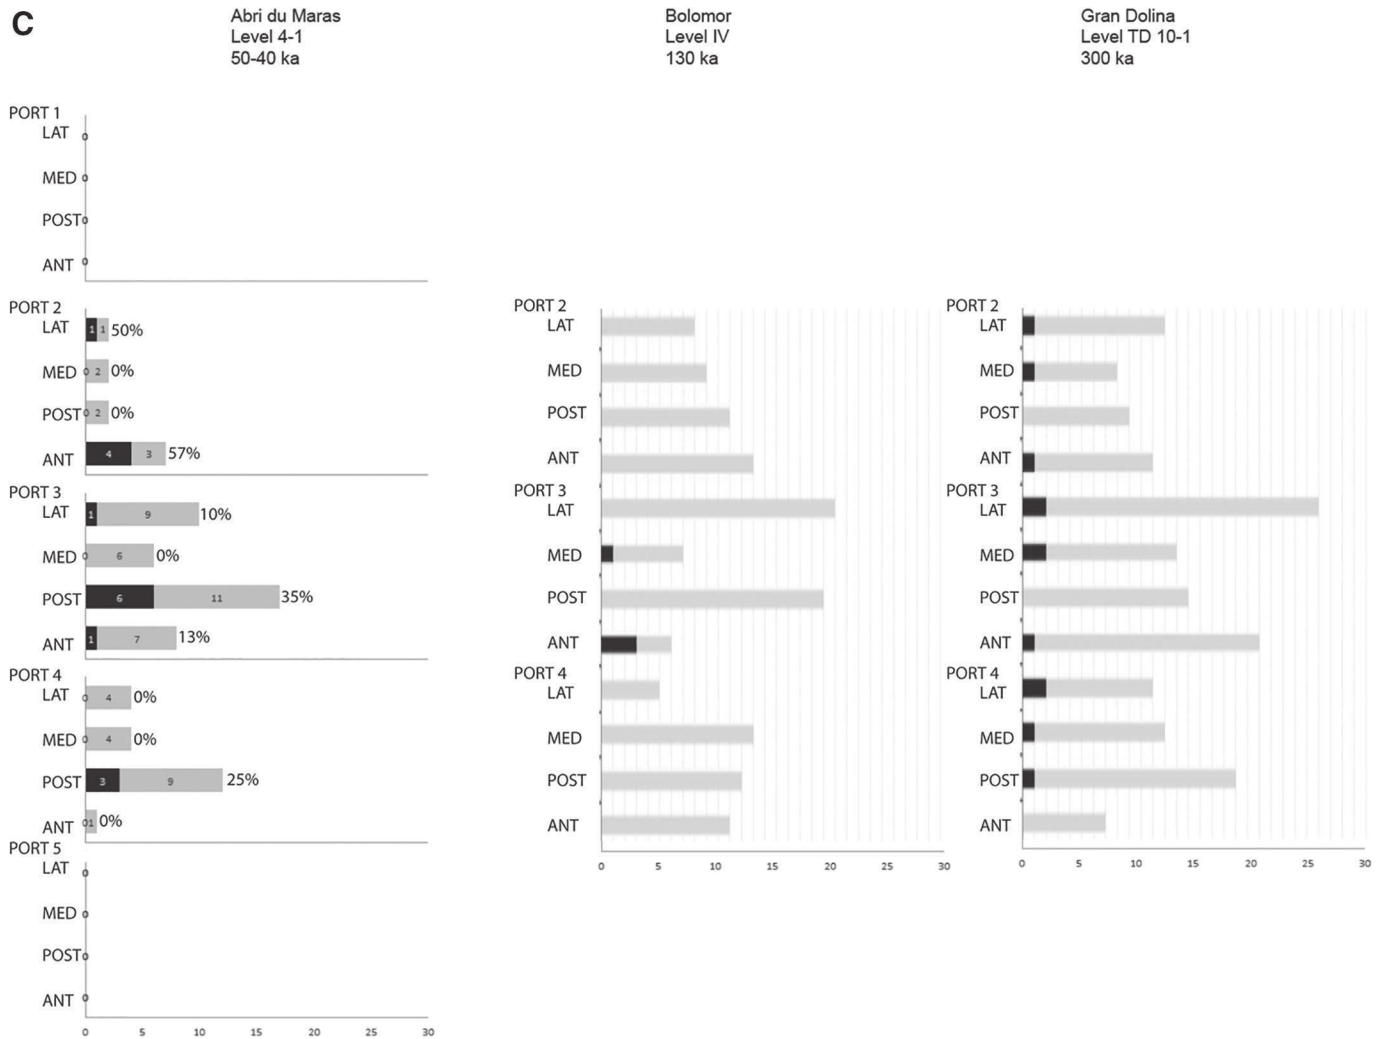 C
Abri du Maras
Level 4-1
50-40 ka
Bolomor
Level IV
130 ka
Gran Dolina
Level TD 10-1
300 ka
PORT 1
LAT 0
MED 0
POST 0
ANT 0
PORT 2
LAT 1 1 50%
MED 0 2 0%
POST 0 2 0%
ANT 4 3 57%
PORT 3
LAT 1 9 10%
MED 0 6 0%
POST 6 11 35%
ANT 1 7 13%
PORT 4
LAT 0 4 0%
MED 0 4 0%
POST 3 9 25%
ANT 0 1 0%
PORT 5
LAT 0
MED 0
POST 0
ANT 0
0 5 10 15 20 25 30
PORT 2
LAT
MED
POST
ANT
PORT 3
LAT
MED
POST
ANT
PORT 4
LAT
MED
POST
ANT
0 5 10 15 20 25 30
PORT 2
LAT
MED
POST
ANT
PORT 3
LAT
MED
POST
ANT
PORT 4
LAT
MED
POST
ANT
0 5 10 15 20 25 30